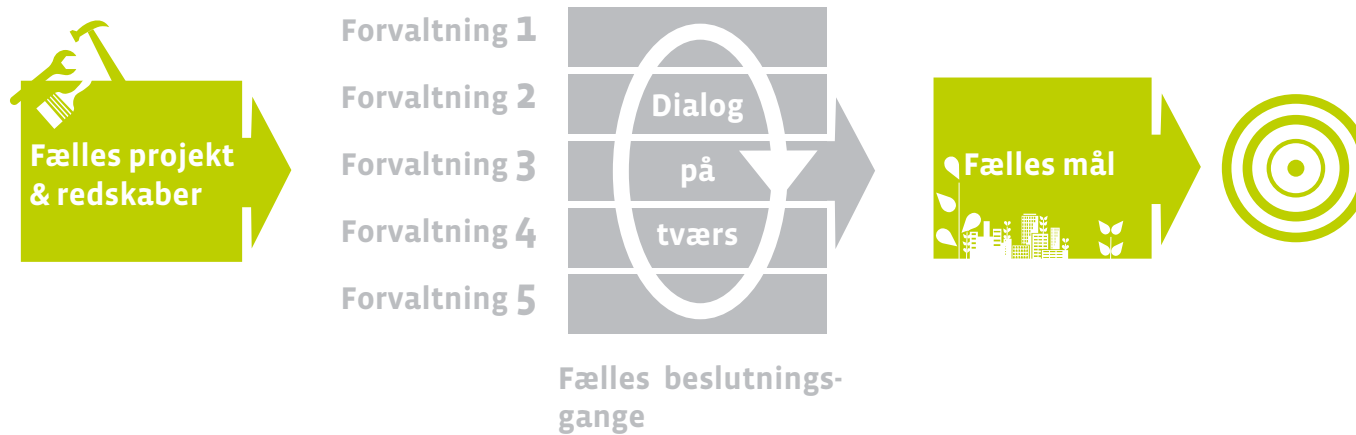 Fælles projekt
& redskaber
Forvaltning 1
Forvaltning 2
Forvaltning 3
Forvaltning 4
Forvaltning 5
Dialog
på
tværs
Fælles beslutnings-
gange
Fælles mål